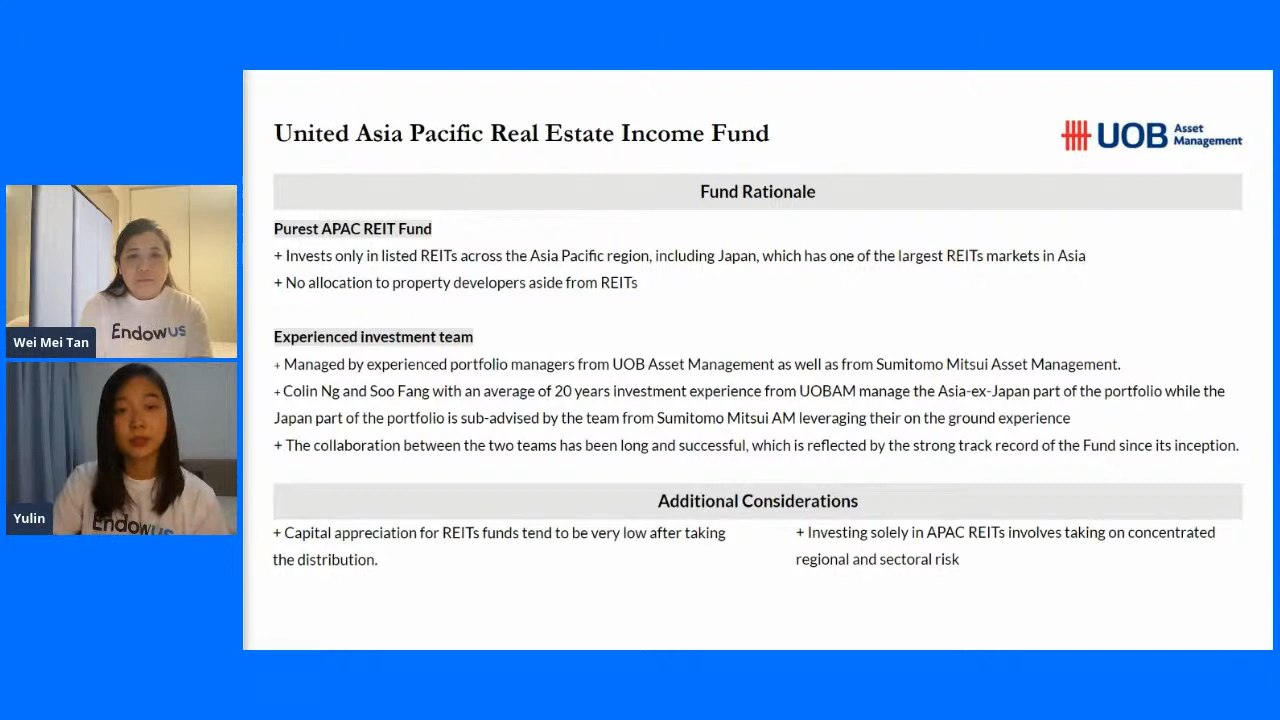 United Asia Pacific Real Estate Income Fund
UOB Asset Management
Fund Rationale
Purest APAC REIT Fund
+ Invests only in listed REITs across the Asia Pacific region, including Japan, which has one of the largest REITs markets in Asia
+ No allocation to property developers aside from REITs
Experienced investment team
+ Managed by experienced portfolio managers from UOB Asset Management as well as from Sumitomo Mitsui Asset Management.
+ Colin Ng and Soo Fang with an average of 20 years investment experience from UOBAM manage the Asia-ex-Japan part of the portfolio while the
Japan part of the portfolio is sub-advised by the team from Sumitomo Mitsui AM leveraging their on the ground experience
+ The collaboration between the two teams has been long and successful, which is reflected by the strong track record of the Fund since its inception.
Additional Considerations
+ Capital appreciation for REITs funds tend to be very low after taking
the distribution.
+ Investing solely in APAC REITs involves taking on concentrated
regional and sectoral risk
Endowus
Wei Mei Tan
Endowus
Yulin